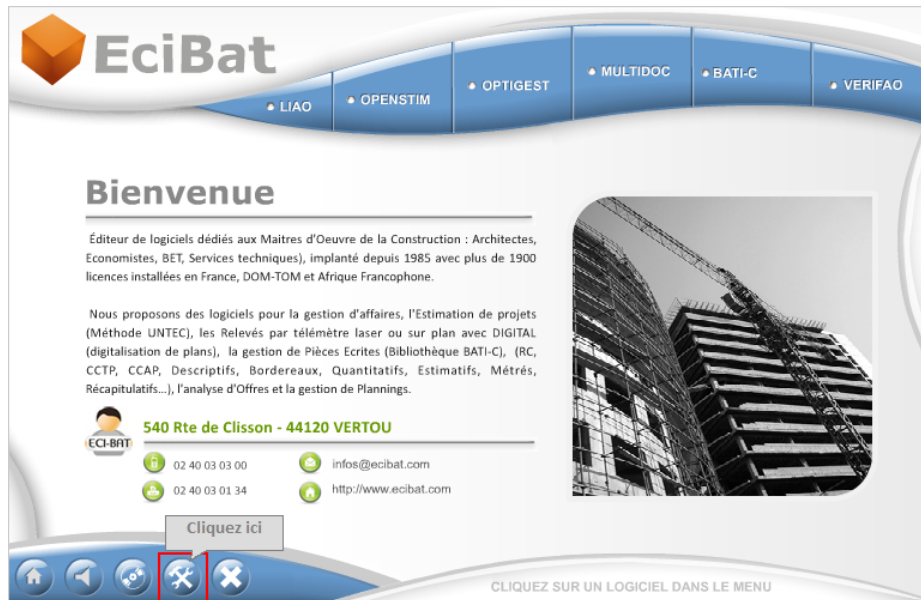 EciBat
LIAO
OPENSTIM
OPTIGEST
MULTIDOC
BATI-C
VERIFAO
Bienvenue
Éditeur de logiciels dédiés aux Maitres d'Oeuvre de la Construction : Architectes,
Economistes, BET, Services techniques), implanté depuis 1985 avec plus de 1900
licences installées en France, DOM-TOM et Afrique Francophone.
Nous proposons des logiciels pour la gestion d'affaires, l'Estimation de projets
(Méthode UNTEC), les Relevés par télémètre laser ou sur plan avec DIGITAL
(digitalisation de plans), la gestion de Pièces Ecrites (Bibliothèque BATI-C), (RC,
CCTP, CCAP, Descriptifs, Bordereaux, Quantitatifs, Estimatifs, Métrés,
Récapitulatifs...), l'analyse d'Offres et la gestion de Plannings.
ECI-BAT
540 Rte de Clisson - 44120 VERTOU
02 40 03 03 00
infos@ecibat.com
02 40 03 01 34
http://www.ecibat.com
Cliquez ici
CLIQUEZ SUR UN LOGICIEL DANS LE MENU